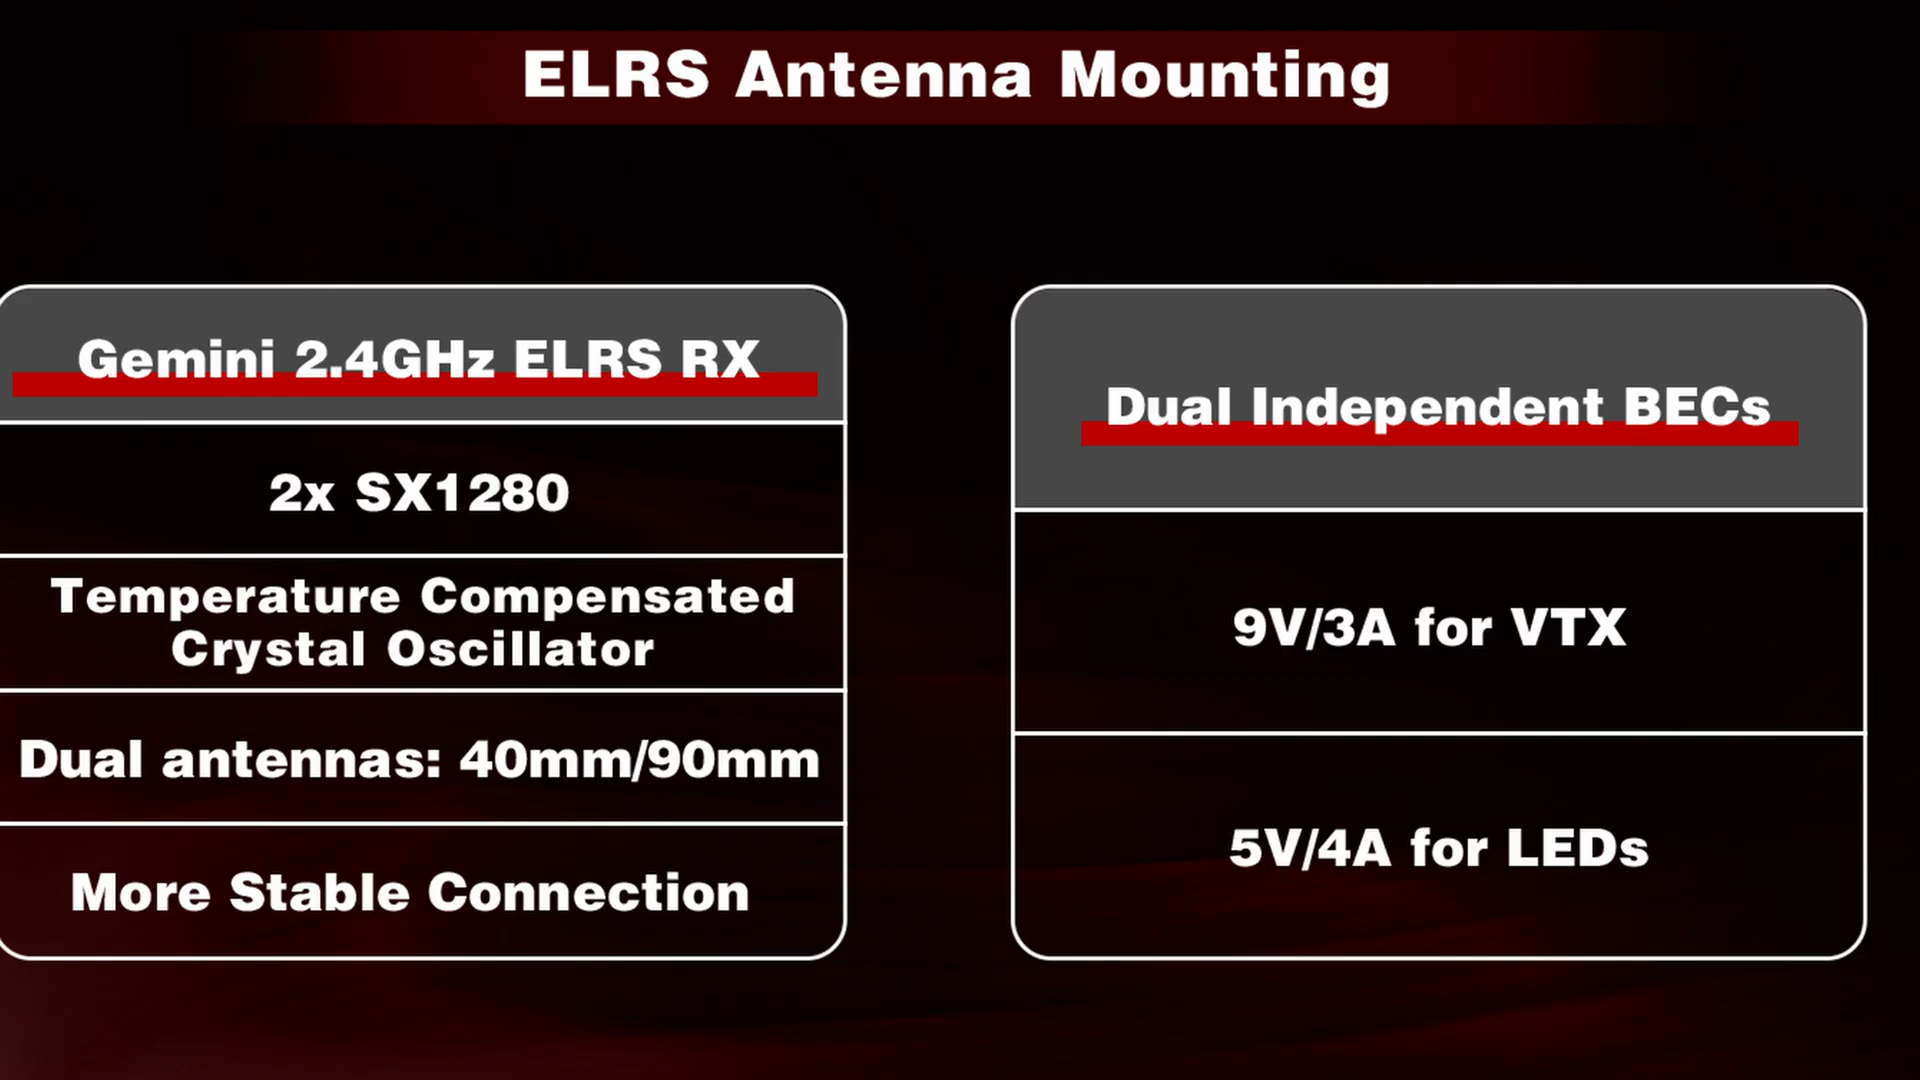 ELRS Antenna Mounting
Gemini 2.4GHz ELRS RX
2x SX1280
Temperature Compensated
Crystal Oscillator
Dual antennas: 40mm/90mm
More Stable Connection
Dual Independent BECs
9V/3A for VTX
5V/4A for LEDs